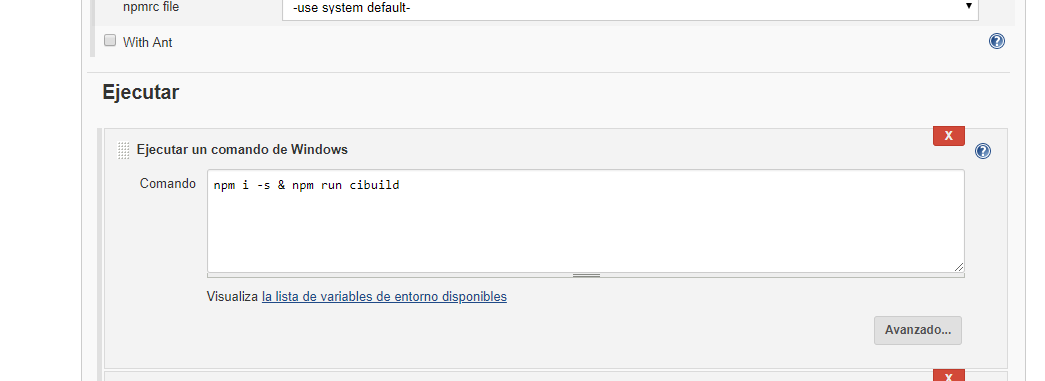 npmrc file
-use system default-
With Ant
Ejecutar
X
Ejecutar un comando de Windows
Comando
npm i -s & npm run cibuild
Visualiza la lista de variables de entorno disponibles
Avanzado...
X